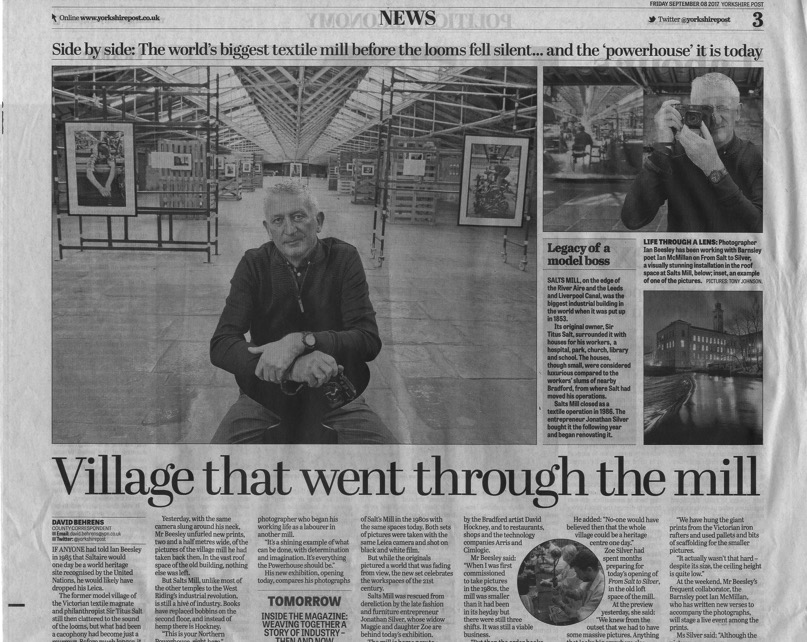 FRIDAY SEPTEMBER 08 2017 YORKSHIRE POST
Online www.yorkshirepost.co.uk
NEWS
Twitter @yorkshirepost
3
Side by side: The world's biggest textile mill before the looms fell silent... and the 'powerhouse' it is today
Legacy of a
model boss
SALTS MILL, on the edge of
the River Aire and the Leeds
and Liverpool Canal, was the
biggest industrial building in
the world when it was put up
in 1853.
Its original owner, Sir
Titus Salt, surrounded it with
houses for his workers, a
hospital, park, church, library
and school. The houses,
though small, were considered
luxurious compared to the
workers' slums of nearby
Bradford, from where Salt had
moved his operations.
Salts Mill closed as a
textile operation in 1986. The
entrepreneur Jonathan Silver
bought it the following year
and began renovating it.
LIFE THROUGH A LENS: Photographer
Ian Beesley has been working with Barnsley
poet Ian McMillan on From Salt to Silver,
a visually stunning installation in the roof
space at Salts Mill, below; inset, an example
of one of the pictures. PICTURES: TONY JOHNSON.
Village that went through the mill
DAVID BEHRENS
COUNTY CORRESPONDENT
Email: david.behrens@ypn.co.uk
Twitter: @yorkshirepost
IF ANYONE had told Ian Beesley
in 1985 that Saltaire would
one day be a world heritage
site recognised by the United
Nations, he would likely have
dropped his Leica.
The former model village of
the Victorian textile magnate
and philanthropist Sir Titus Salt
still then clattered to the sound
of the looms, but what had been
a cacophony had become just a
Yesterday, with the same
camera slung around his neck,
Mr Beesley unfurled new prints,
two and a half metres wide, of the
pictures of the village mill he had
taken back then. In the vast roof
space of the old building, nothing
else was left.
But Salts Mill, unlike most
of the other temples to the West
Riding's industrial revolution,
is still a hive of industry. Books
have replaced bobbins on the
second floor, and instead of
hemp there is Hockney.
"This is your Northern
photographer who began his
working life as a labourer in
another mill.
"It's a shining example of what
can be done, with determination
and imagination. It's everything
the Powerhouse should be."
His new exhibition, opening
today, compares his photographs
TOMORROW
INSIDE THE MAGAZINE:
WEAVING TOGETHER A
STORY OF INDUSTRY –
THEN AND NOW
of Salt's Mill in the 1980s with
the same spaces today. Both sets
of pictures were taken with the
same Leica camera and shot on
black and white film.
But while the originals
pictured a world that was fading
from view, the new set celebrates
the workspaces of the 21st
century.
Salts Mill was rescued from
dereliction by the late fashion
and furniture entrepreneur
Jonathan Silver, whose widow
Maggie and daughter Zoe are
behind today's exhibition.
by the Bradford artist David
Hockney, and to restaurants,
shops and the technology
companies Arris and
Cimlogic.
Mr Beesley said:
"When I was first
commissioned
to take pictures
in the 1980s, the
mill was smaller
than it had been
in its heyday but
there were still three
shifts. It was still a viable
business.
He added: "No-one would have
believed then that the whole
village could be a heritage
centre one day."
Zoe Silver had
spent months
preparing for
today's opening of
From Salt to Silver,
in the old loft
space of the mill.
At the preview
yesterday, she said:
"We knew from the
outset that we had to have
some massive pictures. Anything
"We have hung the giant
prints from the Victorian iron
rafters and used pallets and bits
of scaffolding for the smaller
pictures.
"It actually wasn't that hard –
despite its size, the ceiling height
is quite low."
At the weekend, Mr Beesley's
frequent collaborator, the
Barnsley poet Ian McMillan,
who has written new verses to
accompany the photographs,
will stage a live event among the
prints.
Ms Silver said: "Although the